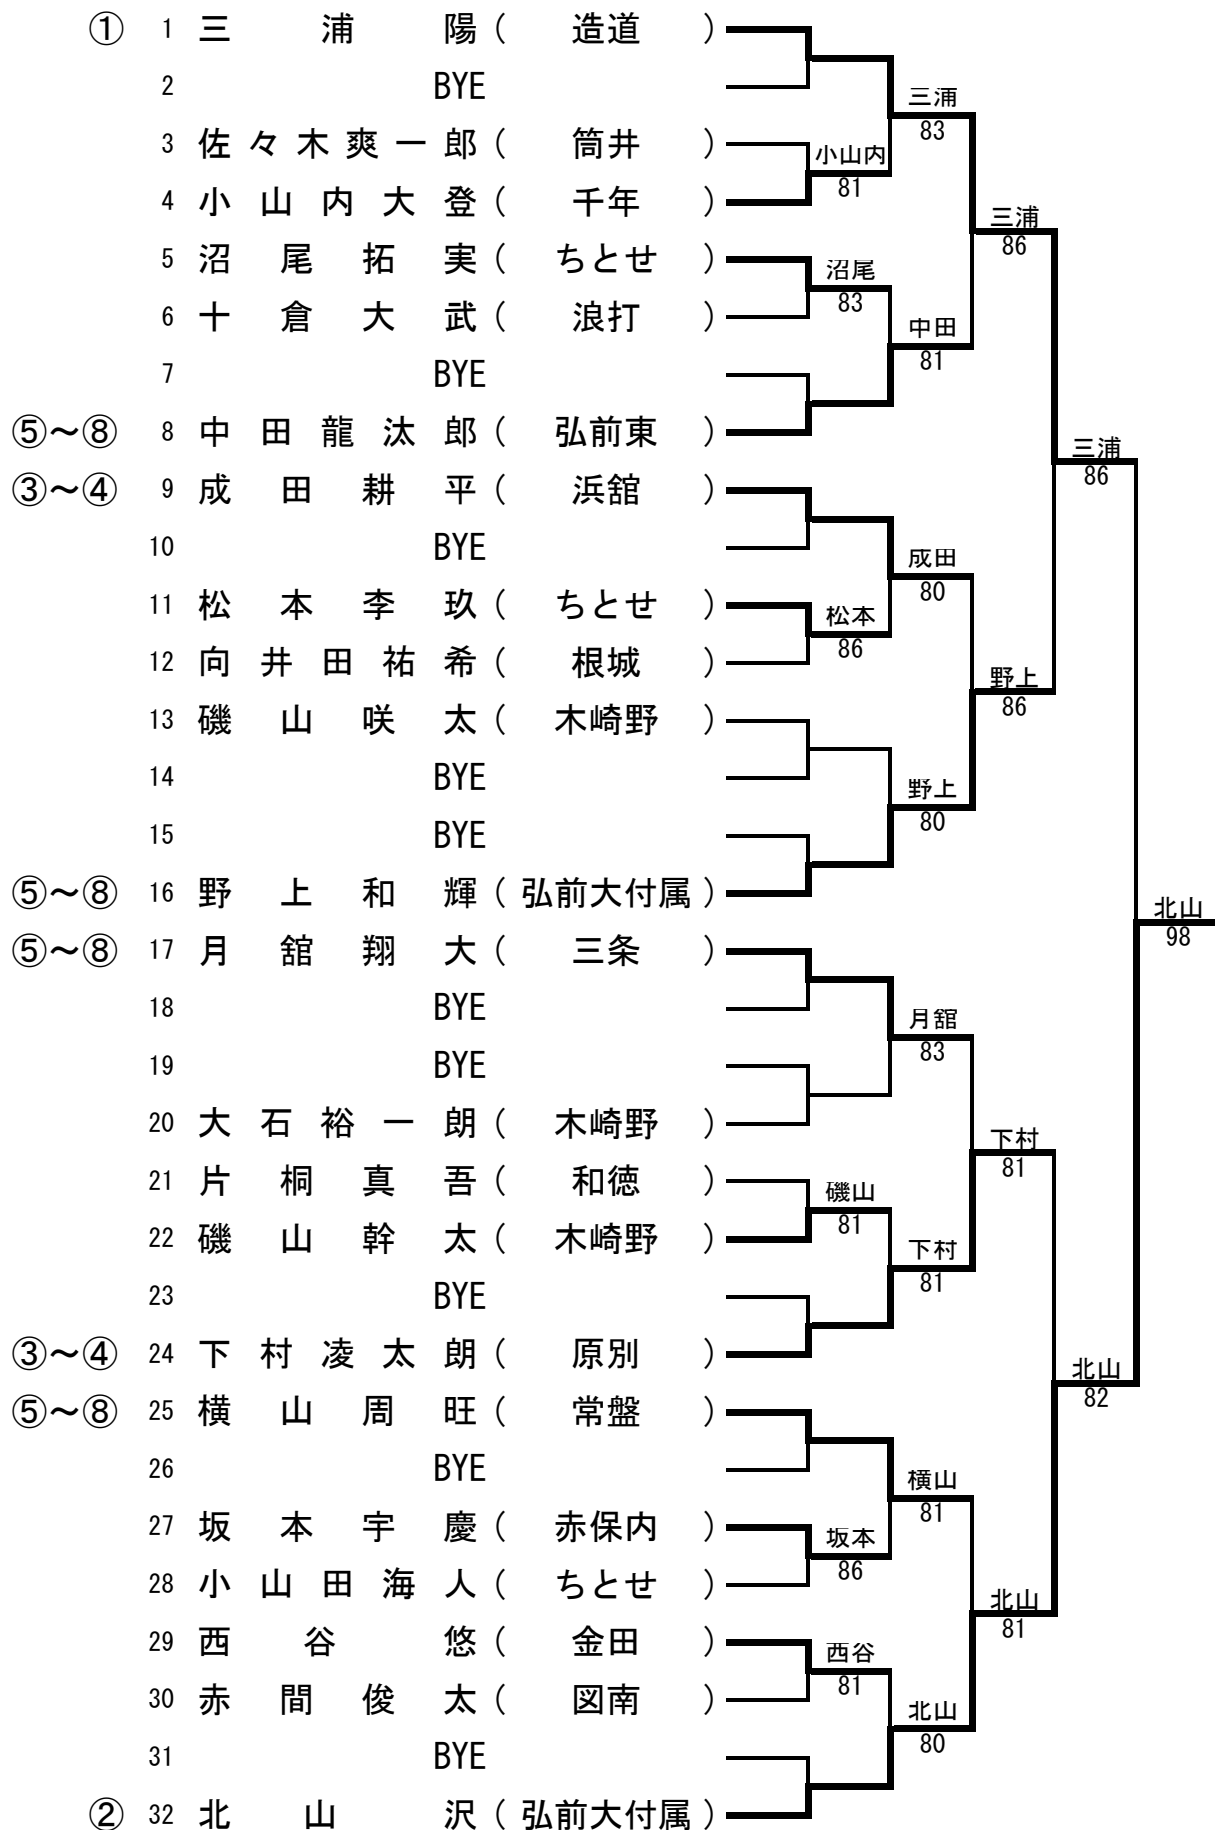 ① 1 三浦陽 ( 造道 )
2 BYE
三浦
83
3 佐々木爽一郎 ( 筒井 )
小山内
81
4 小山内大登 ( 千年 )
三浦
86
5 沼尾拓実 ( ちとせ )
沼尾
83
6 十倉大武 ( 浪打 )
中田
81
7 BYE
⑤～⑧ 8 中田龍汰郎 ( 弘前東 )
三浦
86
③～④ 9 成田耕平 ( 浜舘 )
10 BYE
成田
80
11 松本李玖 ( ちとせ )
松本
86
12 向井田祐希 ( 根城 )
野上
86
13 磯山咲太 ( 木崎野 )
14 BYE
野上
80
15 BYE
⑤～⑧ 16 野上和輝 ( 弘前大付属 )
北山
98
⑤～⑧ 17 月舘翔大 ( 三条 )
18 BYE
月舘
83
19 BYE
20 大石裕一朗 ( 木崎野 )
下村
81
21 片桐真吾 ( 和徳 )
磯山
81
22 磯山幹太 ( 木崎野 )
下村
81
23 BYE
③～④ 24 下村凌太朗 ( 原別 )
北山
82
⑤～⑧ 25 横山周旺 ( 常盤 )
26 BYE
横山
81
27 坂本宇慶 ( 赤保内 )
坂本
86
28 小山田海人 ( ちとせ )
北山
81
29 西谷悠 ( 金田 )
西谷
81
30 赤間俊太 ( 図南 )
北山
80
31 BYE
② 32 北山沢 ( 弘前大付属 )